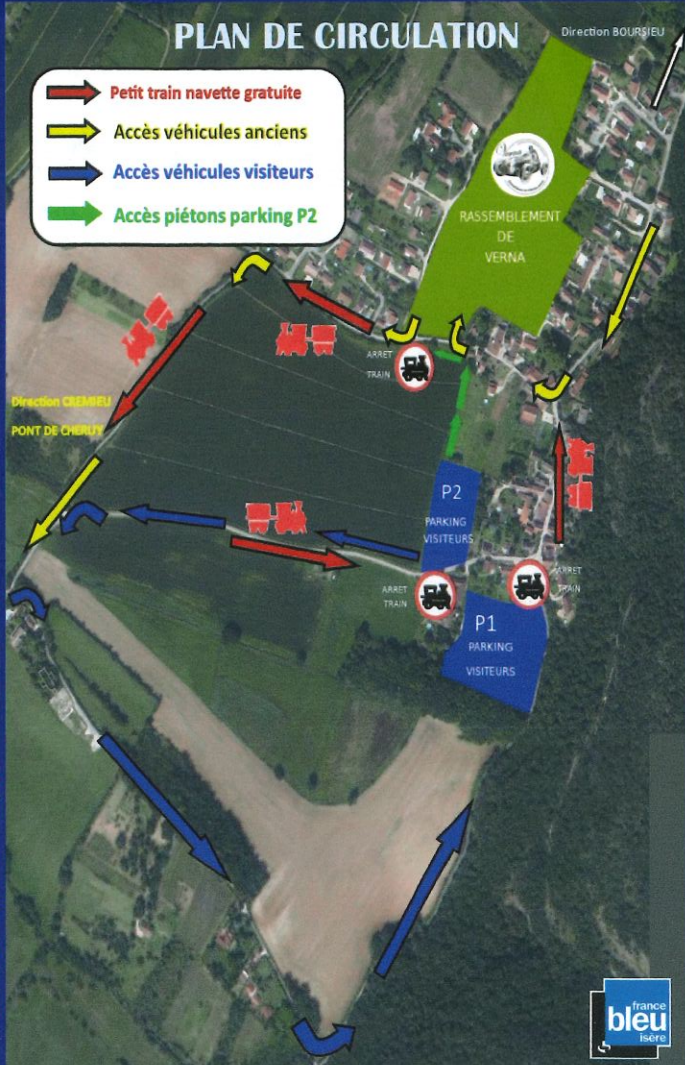 PLAN DE CIRCULATION
Direction BOURSIEU
Petit train navette gratuite
Accès véhicules anciens
Accès véhicules visiteurs
Accès piétons parking P2
RASSEMBLEMENT
DE
VERNA
ARRET
TRAIN
Direction CREMIEU
PONT DE CHERUY
P2
PARKING
VISITEURS
ARRET
TRAIN
ARRET
TRAIN
P1
PARKING
VISITEURS
france
bleu
isère